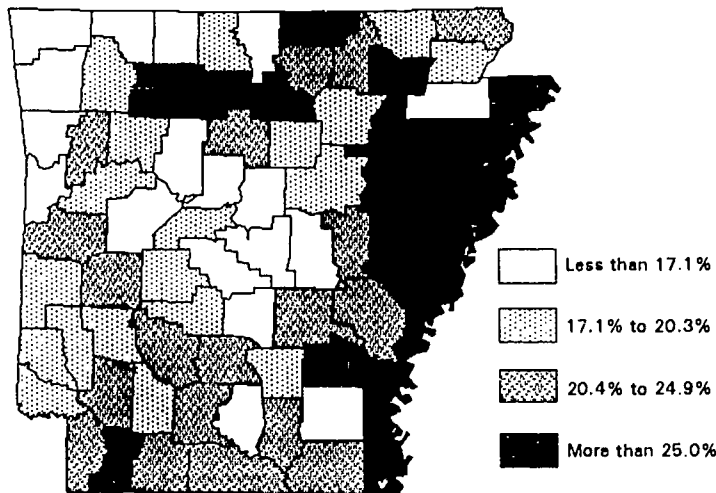 Less than 17.1%
17.1% to 20.3%
20.4% to 24.9%
More than 25.0%